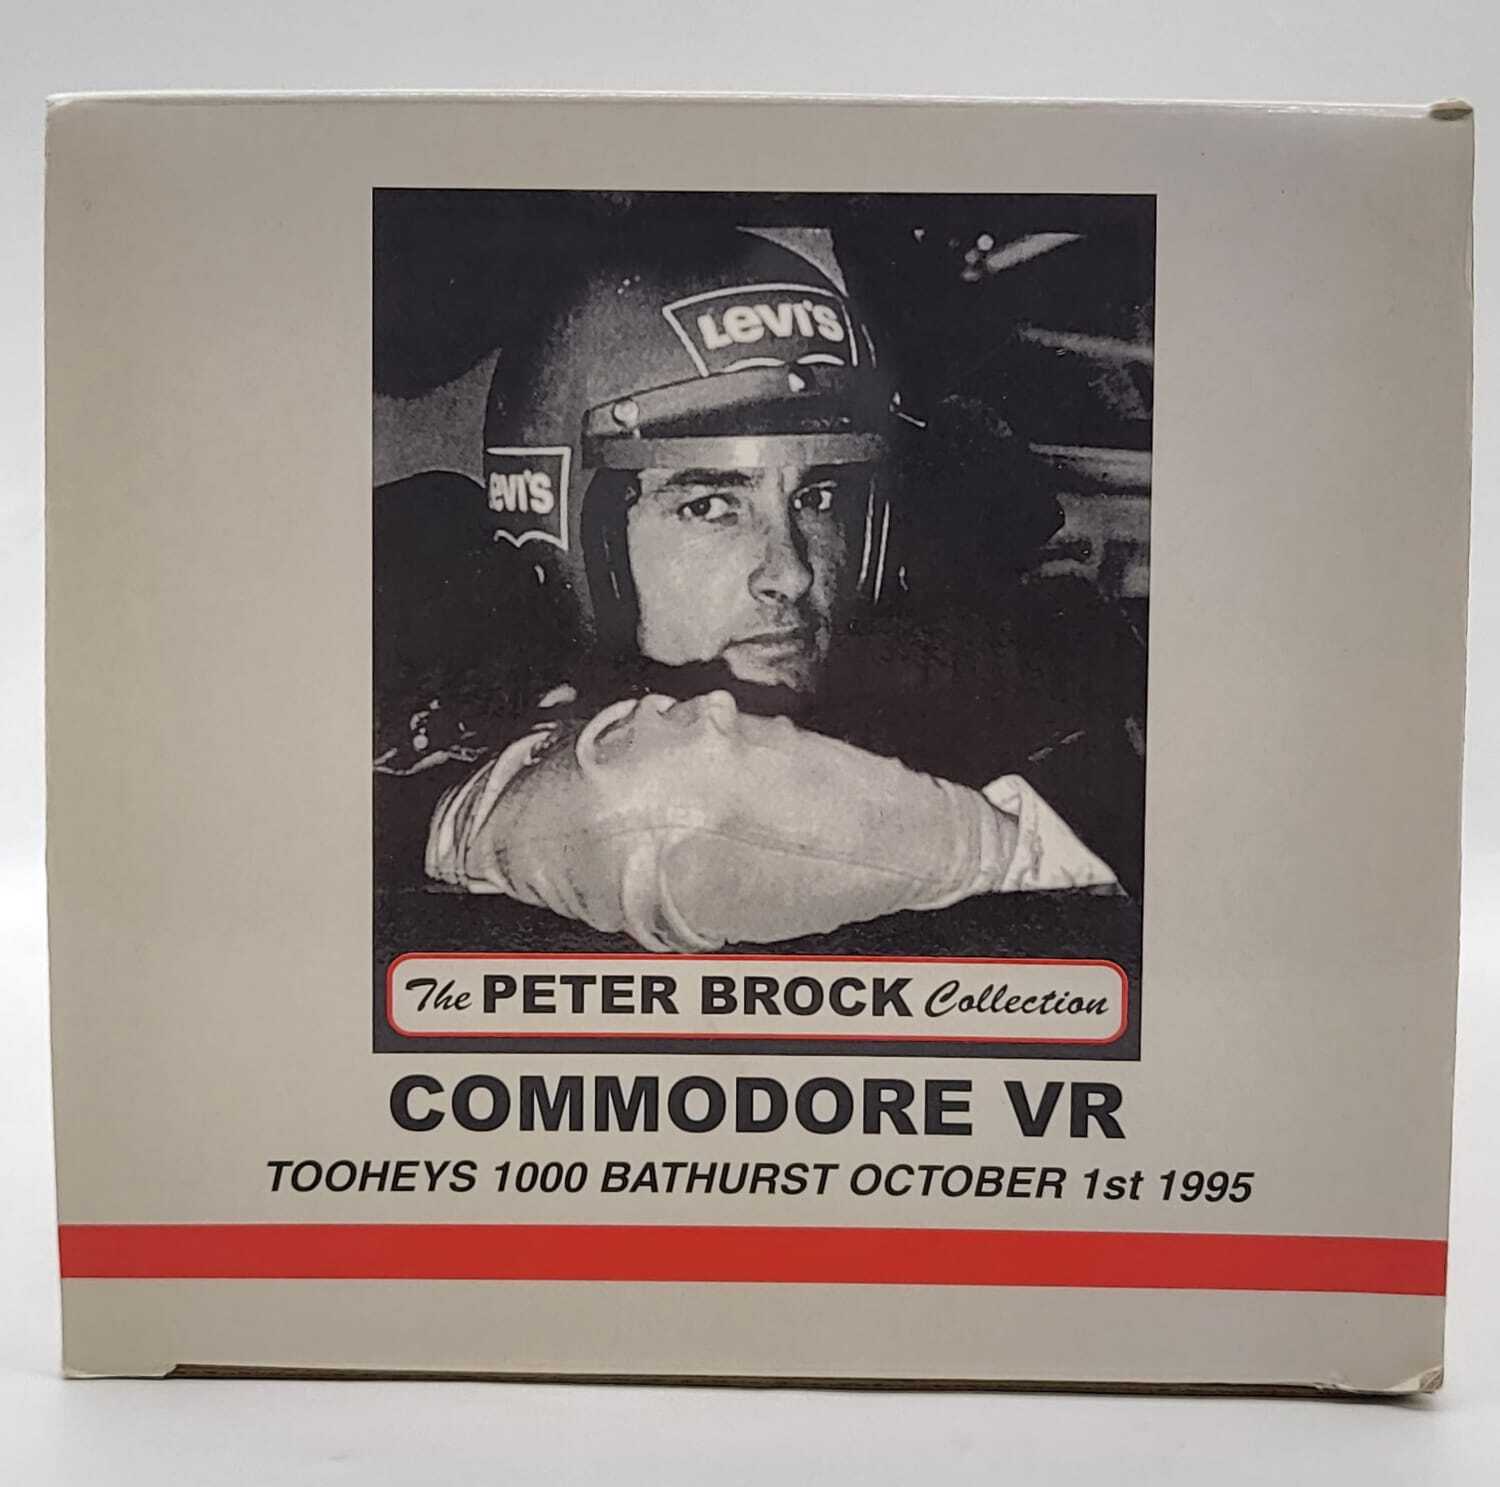 Levi's
evi's
The PETER BROCK Collection
COMMODORE VR
TOOHEYS 1000 BATHURST OCTOBER 1st 1995